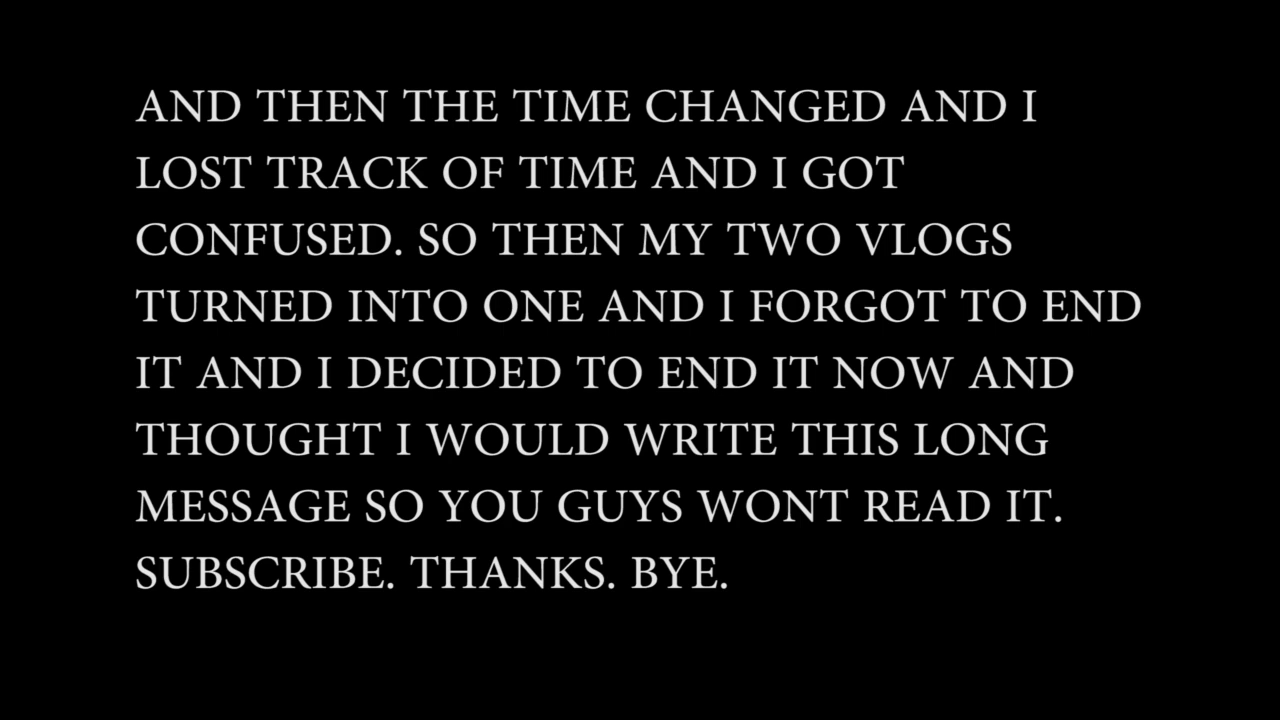 AND THEN THE TIME CHANGED AND I
LOST TRACK OF TIME AND I GOT
CONFUSED. SO THEN MY TWO VLOGS
TURNED INTO ONE AND I FORGOT TO END
IT AND I DECIDED TO END IT NOW AND
THOUGHT I WOULD WRITE THIS LONG
MESSAGE SO YOU GUYS WONT READ IT.
SUBSCRIBE. THANKS. BYE.